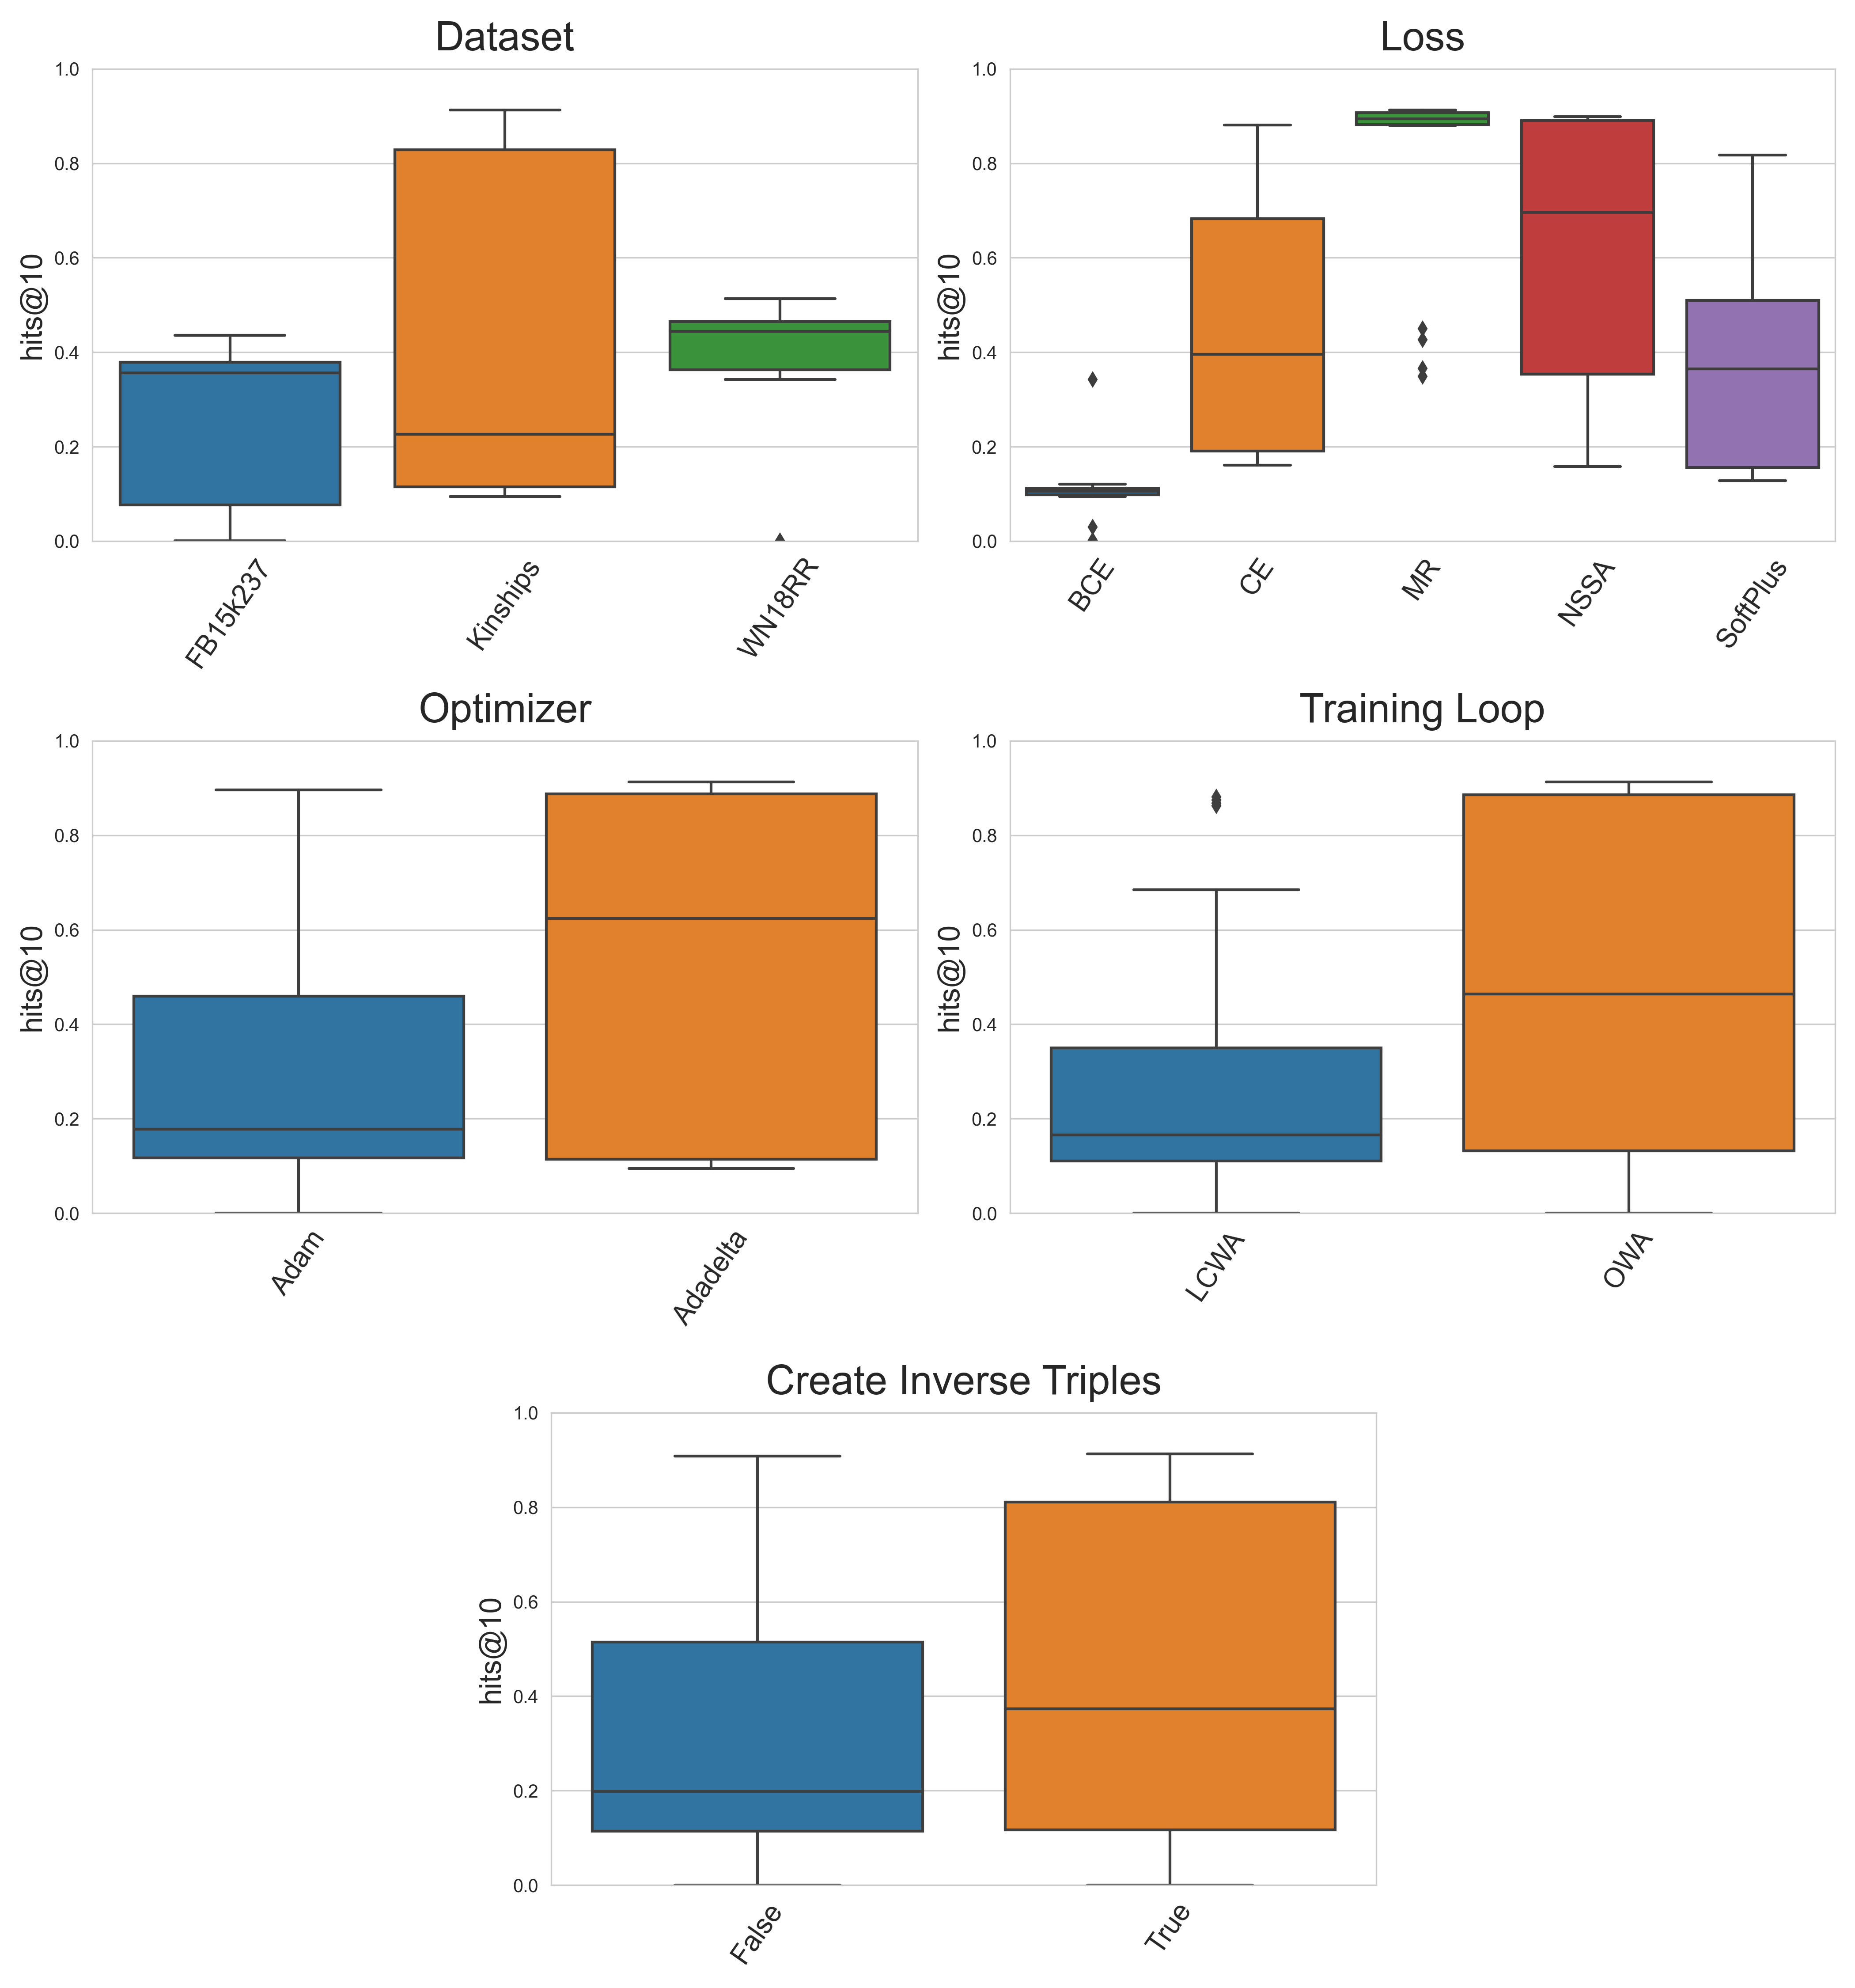 Dataset
1.0
0.8
0.6
0.4
0.2
0.0
hits@10
FB15k237
Kinships
WN18RR
Loss
1.0
0.8
0.6
0.4
0.2
0.0
hits@10
BCE
CE
MR
NSSA
SoftPlus
Optimizer
1.0
0.8
0.6
0.4
0.2
0.0
hits@10
Adam
Adadelta
Training Loop
1.0
0.8
0.6
0.4
0.2
0.0
hits@10
LCWA
OWA
Create Inverse Triples
1.0
0.8
0.6
0.4
0.2
0.0
hits@10
False
True